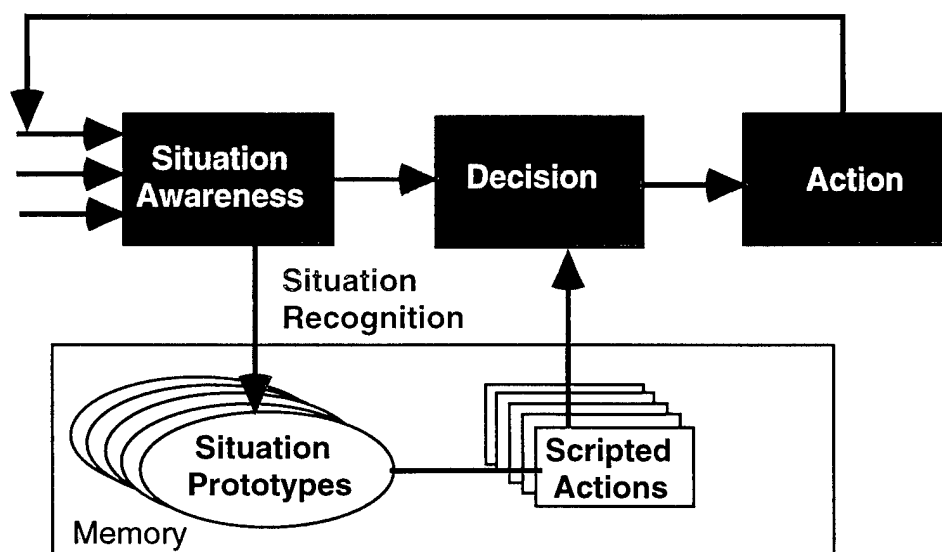 Situation
Awareness
Decision
Action
Situation
Recognition
Situation
Prototypes
Scripted
Actions
Memory